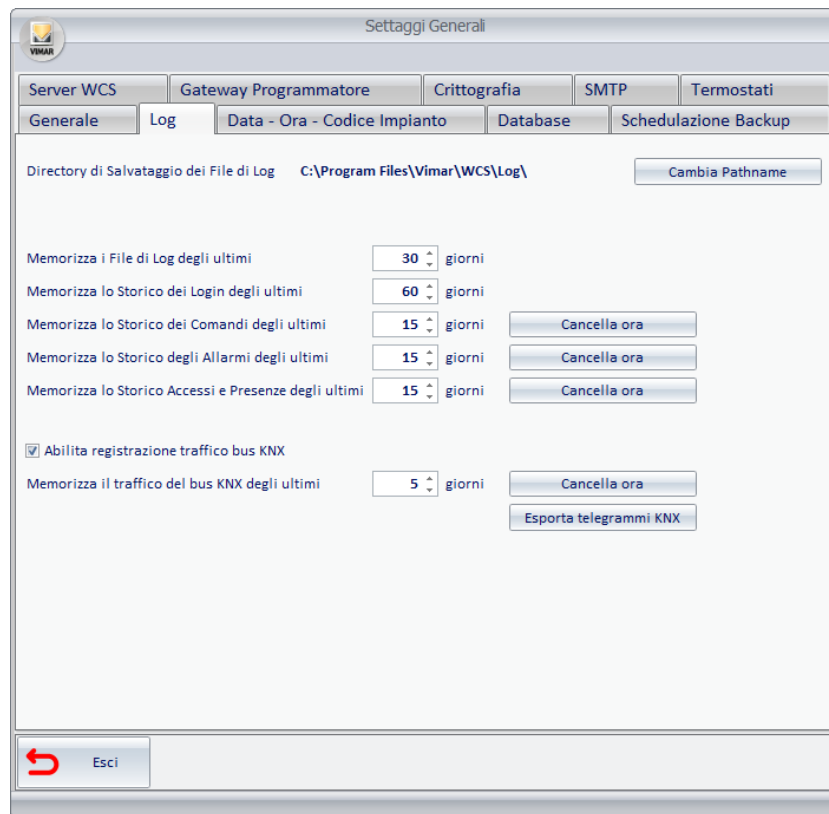 Settaggi Generali
VIMAR
Server WCS Gateway Programmatore Crittografia SMTP Termostati
Generale Log Data - Ora - Codice Impianto Database Schedulazione Backup
Directory di Salvataggio dei File di Log C:\Program Files\Vimar\WCS\Log\ Cambia Pathname
Memorizza i File di Log degli ultimi 30 giorni
Memorizza lo Storico dei Login degli ultimi 60 giorni
Memorizza lo Storico dei Comandi degli ultimi 15 giorni Cancella ora
Memorizza lo Storico degli Allarmi degli ultimi 15 giorni Cancella ora
Memorizza lo Storico Accessi e Presenze degli ultimi 15 giorni Cancella ora
Abilita registrazione traffico bus KNX
Memorizza il traffico del bus KNX degli ultimi 5 giorni Cancella ora
Esporta telegrammi KNX
Esci